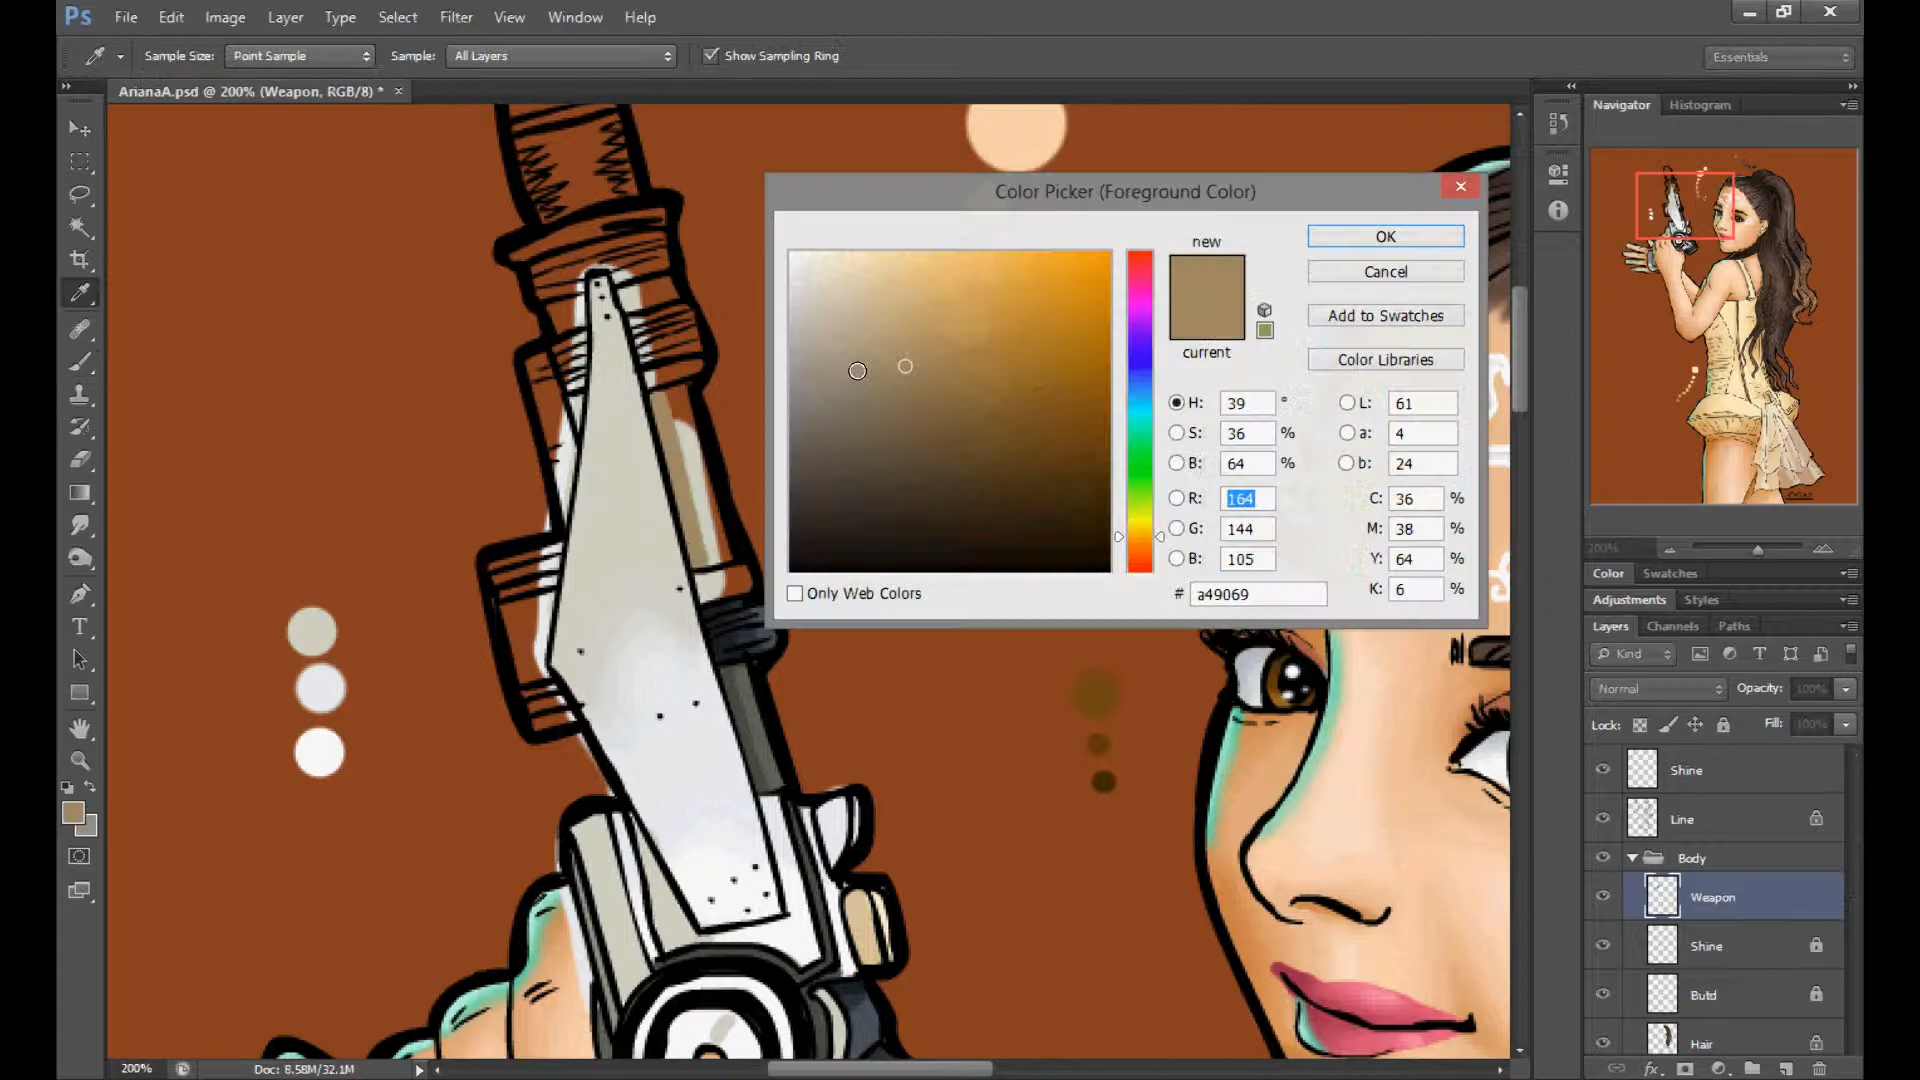 Ps File Edit Image Layer Type Select Filter View Window Help
Sample Size: Point Sample Sample: All Layers Show Sampling Ring Essentials
ArianaA.psd @ 200% (Weapon, RGB/8) * ×
Navigator Histogram
Color Picker (Foreground Color)
new
OK
Cancel
Add to Swatches
current
Color Libraries
H: 39 ° L: 61
S: 36 % a: 4
B: 64 % b: 24
R: 164 C: 36 %
G: 144 M: 38 %
B: 105 Y: 64 %
# a49069 K: 6 %
Only Web Colors
200%
Color Swatches
Adjustments Styles
Layers Channels Paths
Kind
Normal Opacity: 100%
Lock: Fill: 100%
Shine
Line
Body
Weapon
Shine
Butd
Hair
200% Doc: 8.58M/32.1M